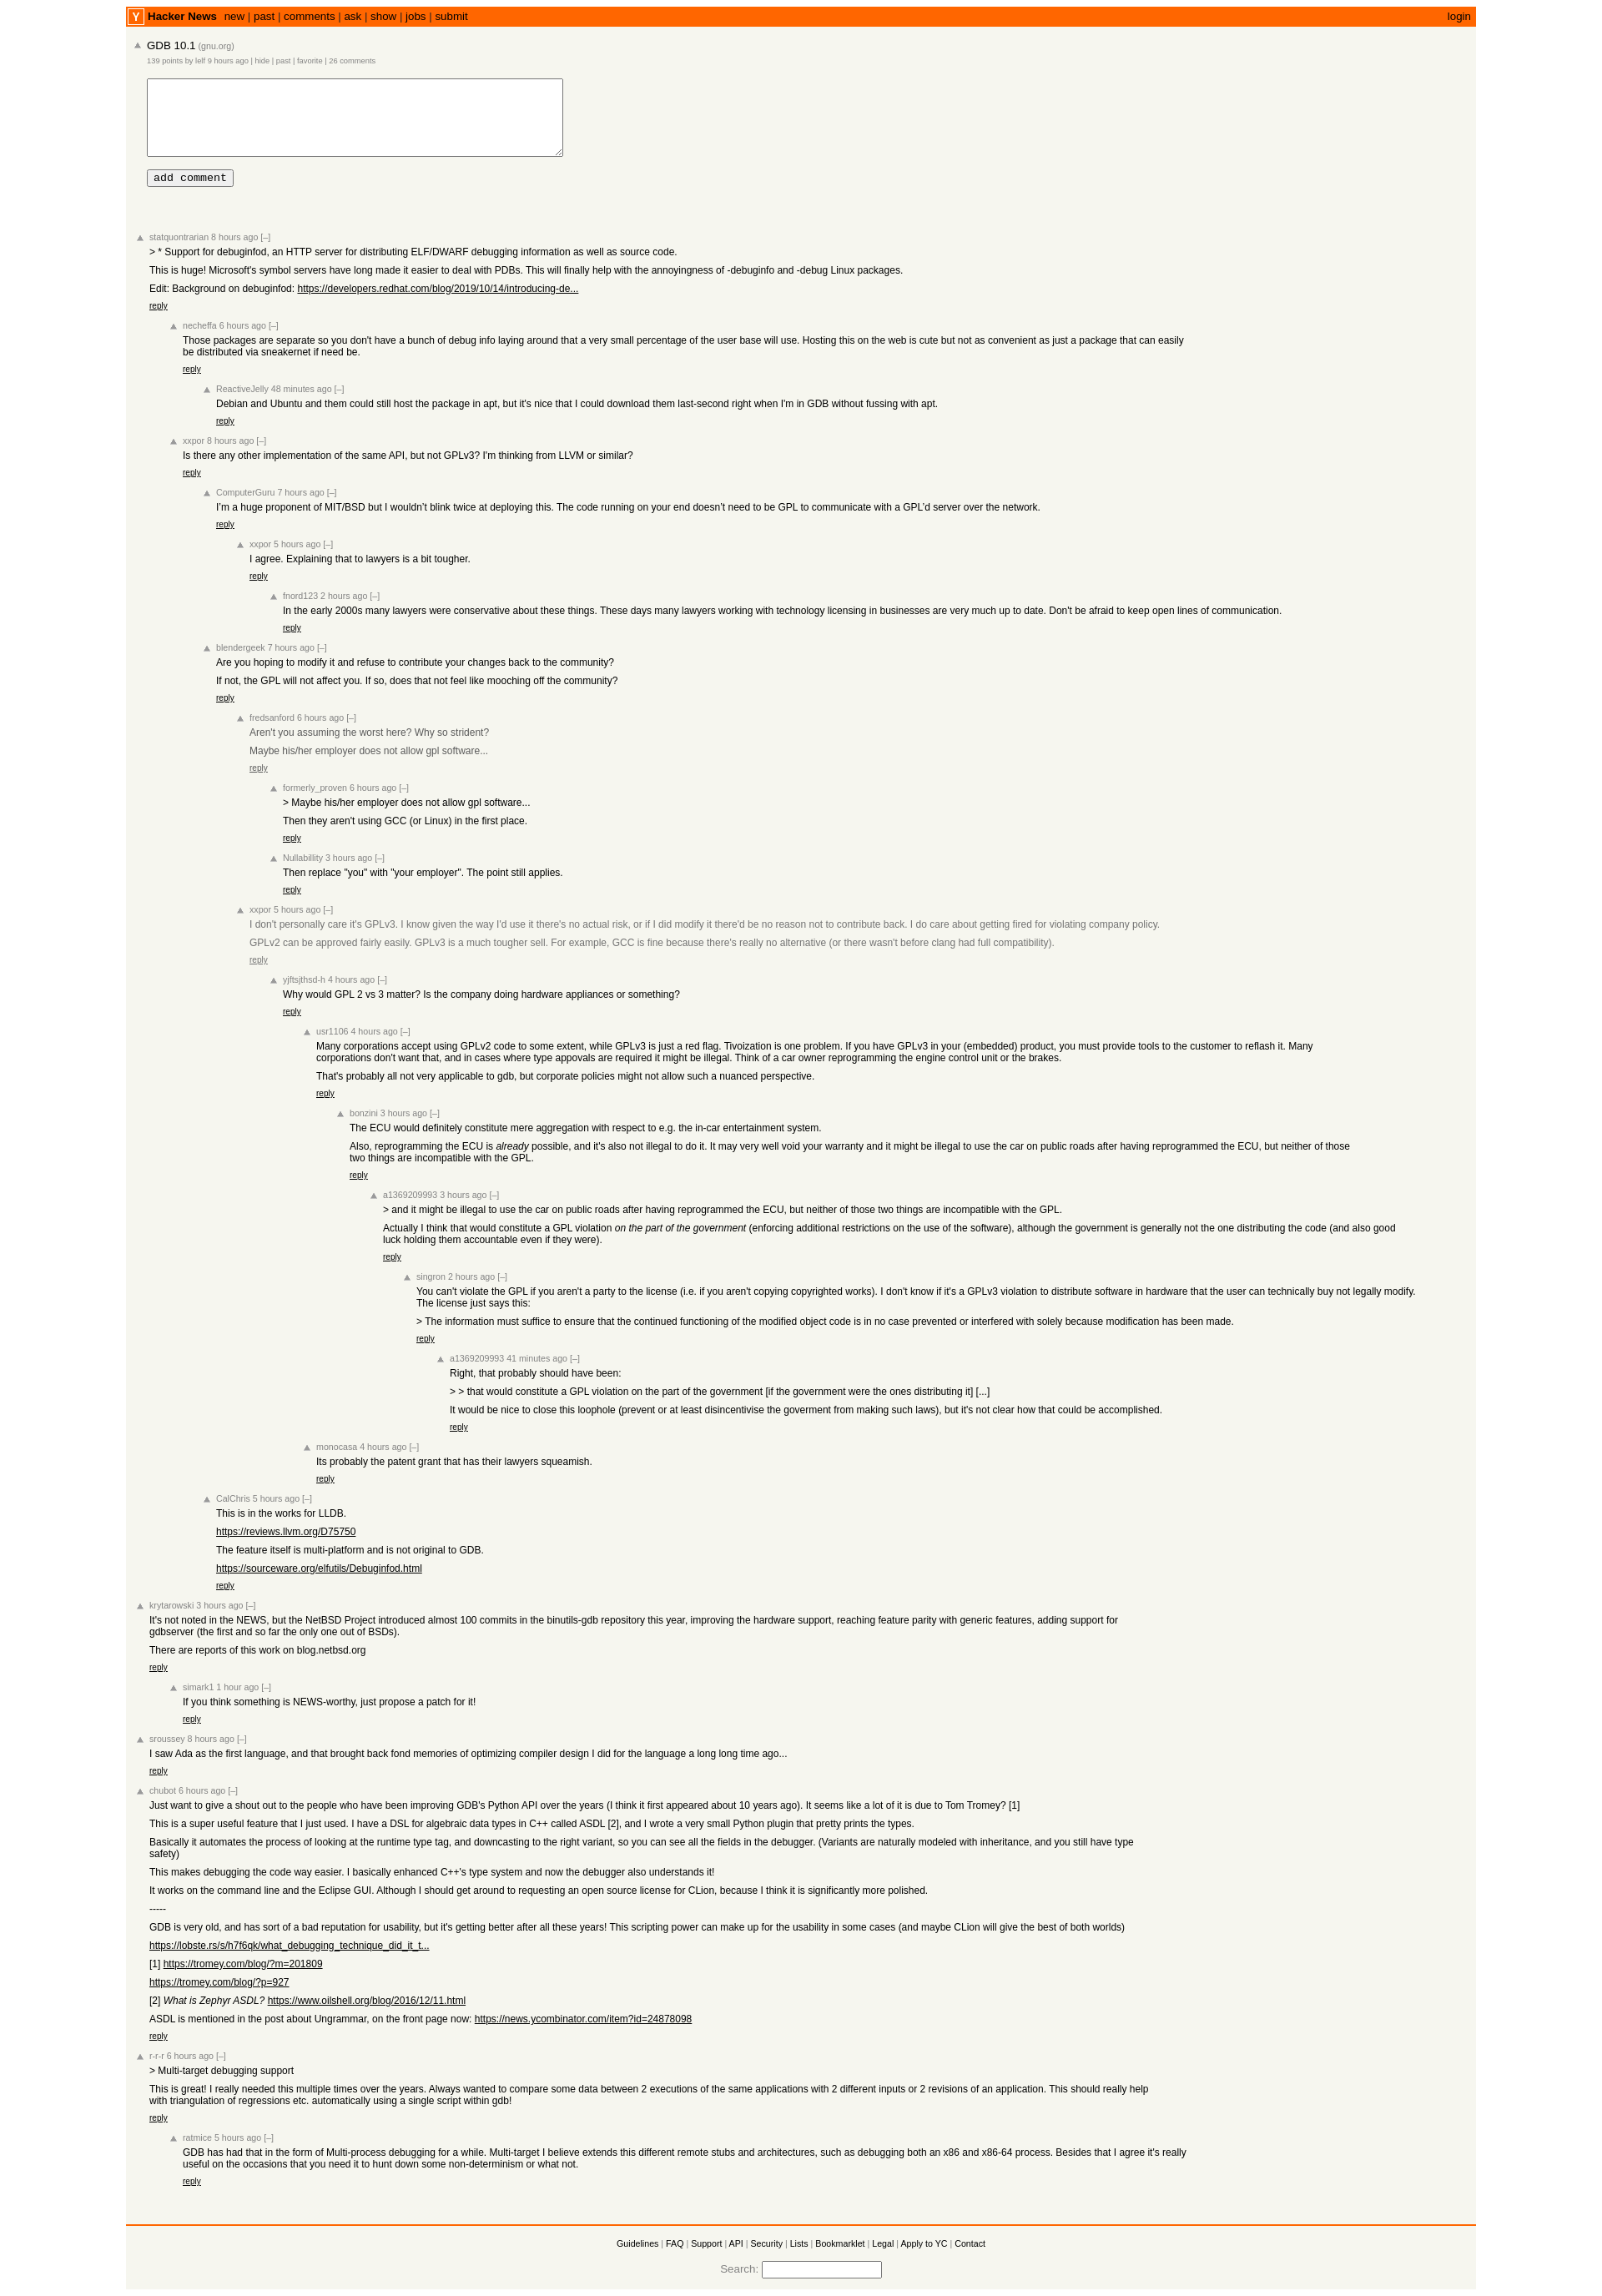 Y Hacker News new | past | comments | ask | show | jobs | submit login
GDB 10.1 (gnu.org)
139 points by lelf 9 hours ago | hide | past | favorite | 26 comments
add comment
statquontrarian 8 hours ago [–]
> * Support for debuginfod, an HTTP server for distributing ELF/DWARF debugging information as well as source code.
This is huge! Microsoft's symbol servers have long made it easier to deal with PDBs. This will finally help with the annoyingness of -debuginfo and -debug Linux packages.
Edit: Background on debuginfod: https://developers.redhat.com/blog/2019/10/14/introducing-de...
reply
necheffa 6 hours ago [–]
Those packages are separate so you don't have a bunch of debug info laying around that a very small percentage of the user base will use. Hosting this on the web is cute but not as convenient as just a package that can easily
be distributed via sneakernet if need be.
reply
ReactiveJelly 48 minutes ago [–]
Debian and Ubuntu and them could still host the package in apt, but it's nice that I could download them last-second right when I'm in GDB without fussing with apt.
reply
xxpor 8 hours ago [–]
Is there any other implementation of the same API, but not GPLv3? I'm thinking from LLVM or similar?
reply
ComputerGuru 7 hours ago [–]
I'm a huge proponent of MIT/BSD but I wouldn't blink twice at deploying this. The code running on your end doesn't need to be GPL to communicate with a GPL'd server over the network.
reply
xxpor 5 hours ago [–]
I agree. Explaining that to lawyers is a bit tougher.
reply
fnord123 2 hours ago [–]
In the early 2000s many lawyers were conservative about these things. These days many lawyers working with technology licensing in businesses are very much up to date. Don't be afraid to keep open lines of communication.
reply
blendergeek 7 hours ago [–]
Are you hoping to modify it and refuse to contribute your changes back to the community?
If not, the GPL will not affect you. If so, does that not feel like mooching off the community?
reply
fredsanford 6 hours ago [–]
Aren't you assuming the worst here? Why so strident?
Maybe his/her employer does not allow gpl software...
reply
formerly_proven 6 hours ago [–]
> Maybe his/her employer does not allow gpl software...
Then they aren't using GCC (or Linux) in the first place.
reply
Nullabillity 3 hours ago [–]
Then replace "you" with "your employer". The point still applies.
reply
xxpor 5 hours ago [–]
I don't personally care it's GPLv3. I know given the way I'd use it there's no actual risk, or if I did modify it there'd be no reason not to contribute back. I do care about getting fired for violating company policy.
GPLv2 can be approved fairly easily. GPLv3 is a much tougher sell. For example, GCC is fine because there's really no alternative (or there wasn't before clang had full compatibility).
reply
yjftsjthsd-h 4 hours ago [–]
Why would GPL 2 vs 3 matter? Is the company doing hardware appliances or something?
reply
usr1106 4 hours ago [–]
Many corporations accept using GPLv2 code to some extent, while GPLv3 is just a red flag. Tivoization is one problem. If you have GPLv3 in your (embedded) product, you must provide tools to the customer to reflash it. Many
corporations don't want that, and in cases where type appovals are required it might be illegal. Think of a car owner reprogramming the engine control unit or the brakes.
That's probably all not very applicable to gdb, but corporate policies might not allow such a nuanced perspective.
reply
bonzini 3 hours ago [–]
The ECU would definitely constitute mere aggregation with respect to e.g. the in-car entertainment system.
Also, reprogramming the ECU is already possible, and it's also not illegal to do it. It may very well void your warranty and it might be illegal to use the car on public roads after having reprogrammed the ECU, but neither of those
two things are incompatible with the GPL.
reply
a1369209993 3 hours ago [–]
> and it might be illegal to use the car on public roads after having reprogrammed the ECU, but neither of those two things are incompatible with the GPL.
Actually I think that would constitute a GPL violation on the part of the government (enforcing additional restrictions on the use of the software), although the government is generally not the one distributing the code (and also good
luck holding them accountable even if they were).
reply
singron 2 hours ago [–]
You can't violate the GPL if you aren't a party to the license (i.e. if you aren't copying copyrighted works). I don't know if it's a GPLv3 violation to distribute software in hardware that the user can technically buy not legally modify.
The license just says this:
> The information must suffice to ensure that the continued functioning of the modified object code is in no case prevented or interfered with solely because modification has been made.
reply
a1369209993 41 minutes ago [–]
Right, that probably should have been:
> > that would constitute a GPL violation on the part of the government [if the government were the ones distributing it] [...]
It would be nice to close this loophole (prevent or at least disincentivise the goverment from making such laws), but it's not clear how that could be accomplished.
reply
monocasa 4 hours ago [–]
Its probably the patent grant that has their lawyers squeamish.
reply
CalChris 5 hours ago [–]
This is in the works for LLDB.
https://reviews.llvm.org/D75750
The feature itself is multi-platform and is not original to GDB.
https://sourceware.org/elfutils/Debuginfod.html
reply
krytarowski 3 hours ago [–]
It's not noted in the NEWS, but the NetBSD Project introduced almost 100 commits in the binutils-gdb repository this year, improving the hardware support, reaching feature parity with generic features, adding support for
gdbserver (the first and so far the only one out of BSDs).
There are reports of this work on blog.netbsd.org
reply
simark1 1 hour ago [–]
If you think something is NEWS-worthy, just propose a patch for it!
reply
sroussey 8 hours ago [–]
I saw Ada as the first language, and that brought back fond memories of optimizing compiler design I did for the language a long long time ago...
reply
chubot 6 hours ago [–]
Just want to give a shout out to the people who have been improving GDB's Python API over the years (I think it first appeared about 10 years ago). It seems like a lot of it is due to Tom Tromey? [1]
This is a super useful feature that I just used. I have a DSL for algebraic data types in C++ called ASDL [2], and I wrote a very small Python plugin that pretty prints the types.
Basically it automates the process of looking at the runtime type tag, and downcasting to the right variant, so you can see all the fields in the debugger. (Variants are naturally modeled with inheritance, and you still have type
safety)
This makes debugging the code way easier. I basically enhanced C++'s type system and now the debugger also understands it!
It works on the command line and the Eclipse GUI. Although I should get around to requesting an open source license for CLion, because I think it is significantly more polished.
-----
GDB is very old, and has sort of a bad reputation for usability, but it's getting better after all these years! This scripting power can make up for the usability in some cases (and maybe CLion will give the best of both worlds)
https://lobste.rs/s/h7f6qk/what_debugging_technique_did_it_t...
[1] https://tromey.com/blog/?m=201809
https://tromey.com/blog/?p=927
[2] What is Zephyr ASDL? https://www.oilshell.org/blog/2016/12/11.html
ASDL is mentioned in the post about Ungrammar, on the front page now: https://news.ycombinator.com/item?id=24878098
reply
r-r-r 6 hours ago [–]
> Multi-target debugging support
This is great! I really needed this multiple times over the years. Always wanted to compare some data between 2 executions of the same applications with 2 different inputs or 2 revisions of an application. This should really help
with triangulation of regressions etc. automatically using a single script within gdb!
reply
ratmice 5 hours ago [–]
GDB has had that in the form of Multi-process debugging for a while. Multi-target I believe extends this different remote stubs and architectures, such as debugging both an x86 and x86-64 process. Besides that I agree it's really
useful on the occasions that you need it to hunt down some non-determinism or what not.
reply
Guidelines | FAQ | Support | API | Security | Lists | Bookmarklet | Legal | Apply to YC | Contact
Search: